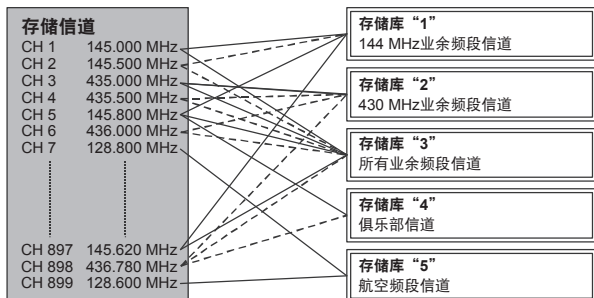 存储信道
CH 1 145.000 MHz
CH 2 145.500 MHz
CH 3 435.000 MHz
CH 4 435.500 MHz
CH 5 145.800 MHz
CH 6 436.000 MHz
CH 7 128.800 MHz
CH 897 145.620 MHz
CH 898 436.780 MHz
CH 899 128.600 MHz
存储库“1”
144 MHz业余频段信道
存储库“2”
430 MHz业余频段信道
存储库“3”
所有业余频段信道
存储库“4”
俱乐部信道
存储库“5”
航空频段信道